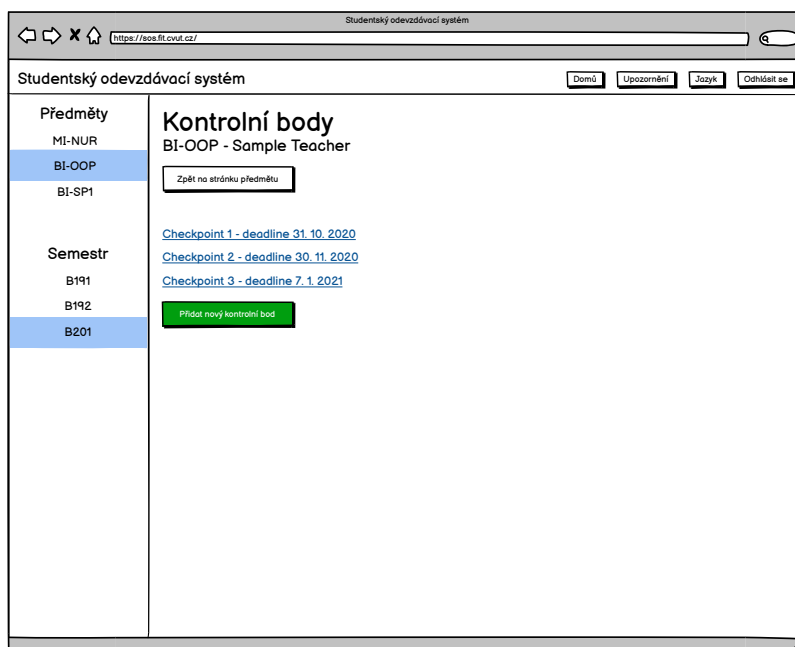 Studentský odevzdávací systém
https://sos.fit.cvut.cz/
Studentský odevzdávací systém
Domů
Upozornění
Jazyk
Odhlásit se
Předměty
MI-NUR
BI-OOP
BI-SP1
Semestr
B191
B192
B201
Kontrolní body
BI-OOP - Sample Teacher
Zpět na stránku předmětu
Checkpoint 1 - deadline 31. 10. 2020
Checkpoint 2 - deadline 30. 11. 2020
Checkpoint 3 - deadline 7. 1. 2021
Přidat nový kontrolní bod